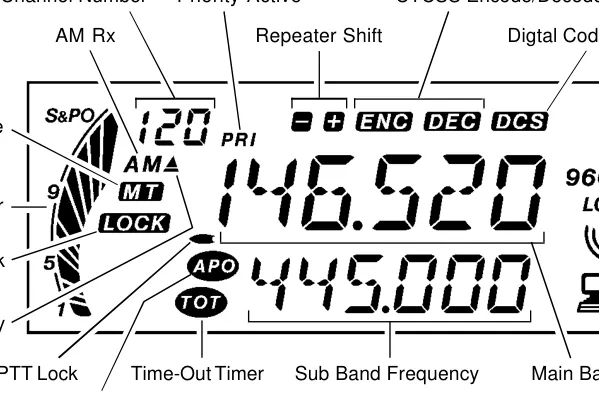 Channel Number Priority Active CTCSS Encode/Decode
AM Rx Repeater Shift Digtal Cod
S&PO 120 PRI - + ENC DEC DCS
AM
9 MT 146.520 960
LOCK LO
5 APO 445.000
1 TOT
PTT Lock Time-Out Timer Sub Band Frequency Main Ba